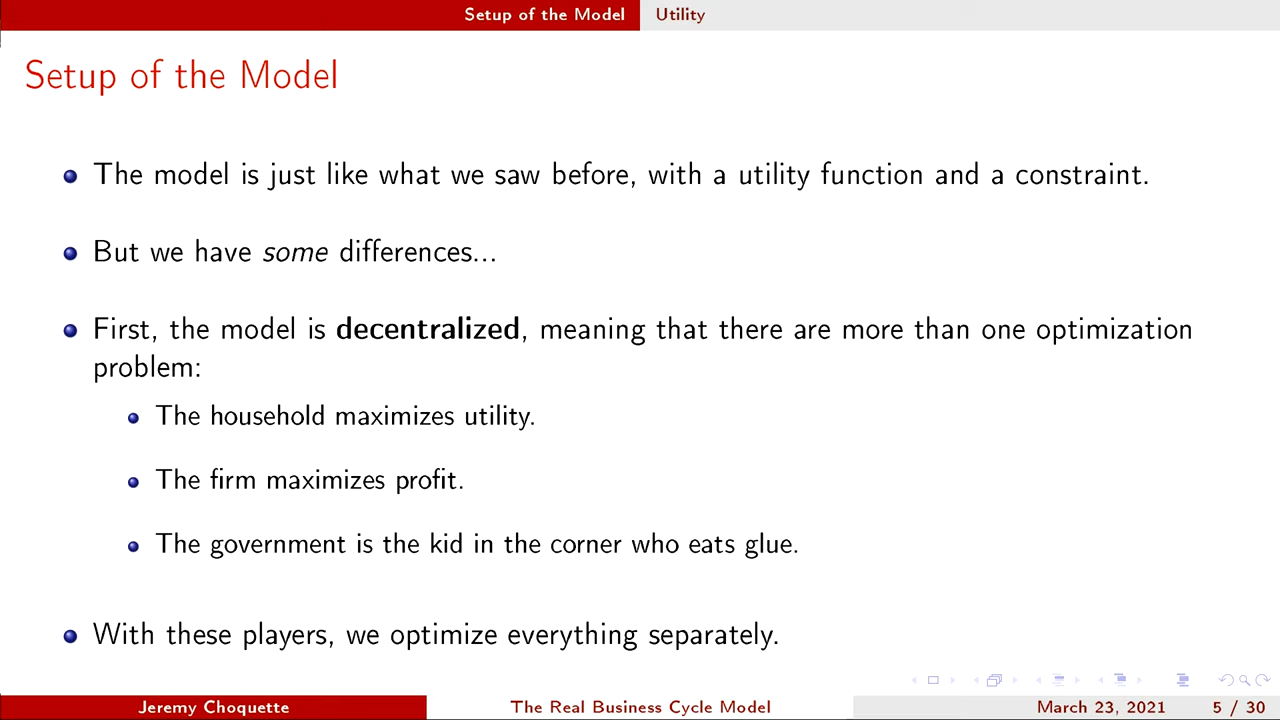 Setup of the Model Utility
Setup of the Model
The model is just like what we saw before, with a utility function and a constraint.
But we have some differences...
First, the model is decentralized, meaning that there are more than one optimization
problem:
The household maximizes utility.
The firm maximizes profit.
The government is the kid in the corner who eats glue.
With these players, we optimize everything separately.
Jeremy Choquette The Real Business Cycle Model March 23, 2021 5 / 30